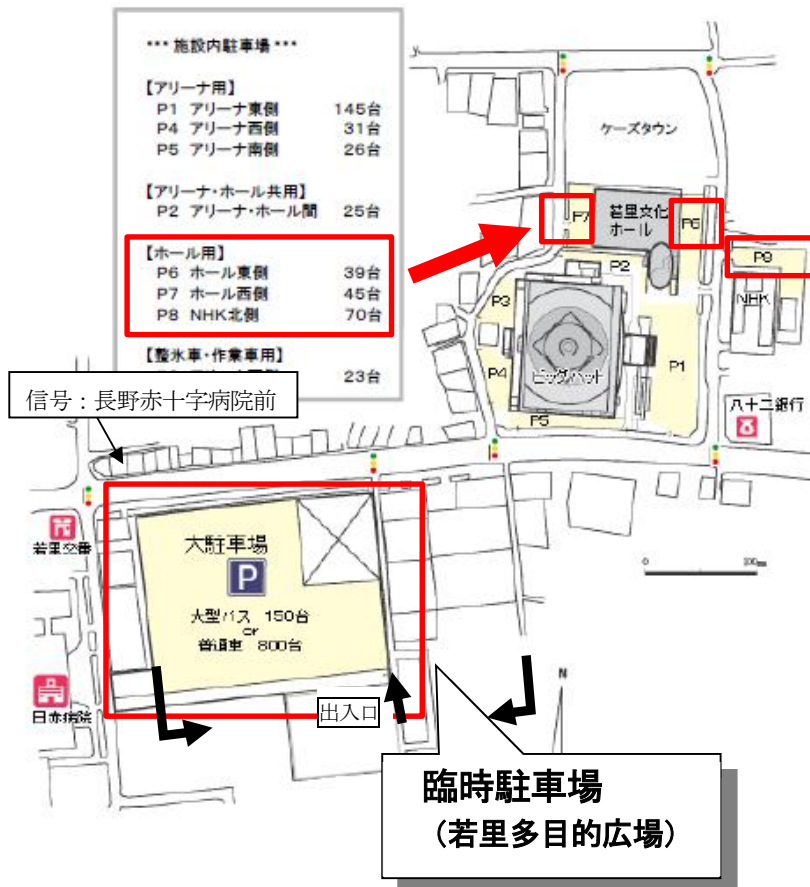 *** 施設内駐車場 ***
【アリーナ用】
P1 アリーナ東側 145台
P4 アリーナ西側 31台
P5 アリーナ南側 26台
【アリーナ・ホール共用】
P2 アリーナ・ホール間 25台
【ホール用】
P6 ホール東側 39台
P7 ホール西側 45台
P8 NHK北側 70台
【整氷車・作業車用】
23台
信号：長野赤十字病院前
ケーズタウン
P7
若里文化
ホール
P6
P8
P2
NHK
P3
P1
P4
ビッグハット
P5
八十二銀行
若里交番
大駐車場
P
大型バス 150台
or
普通車 800台
日赤病院
出入口
0
N
臨時駐車場
（若里多目的広場）